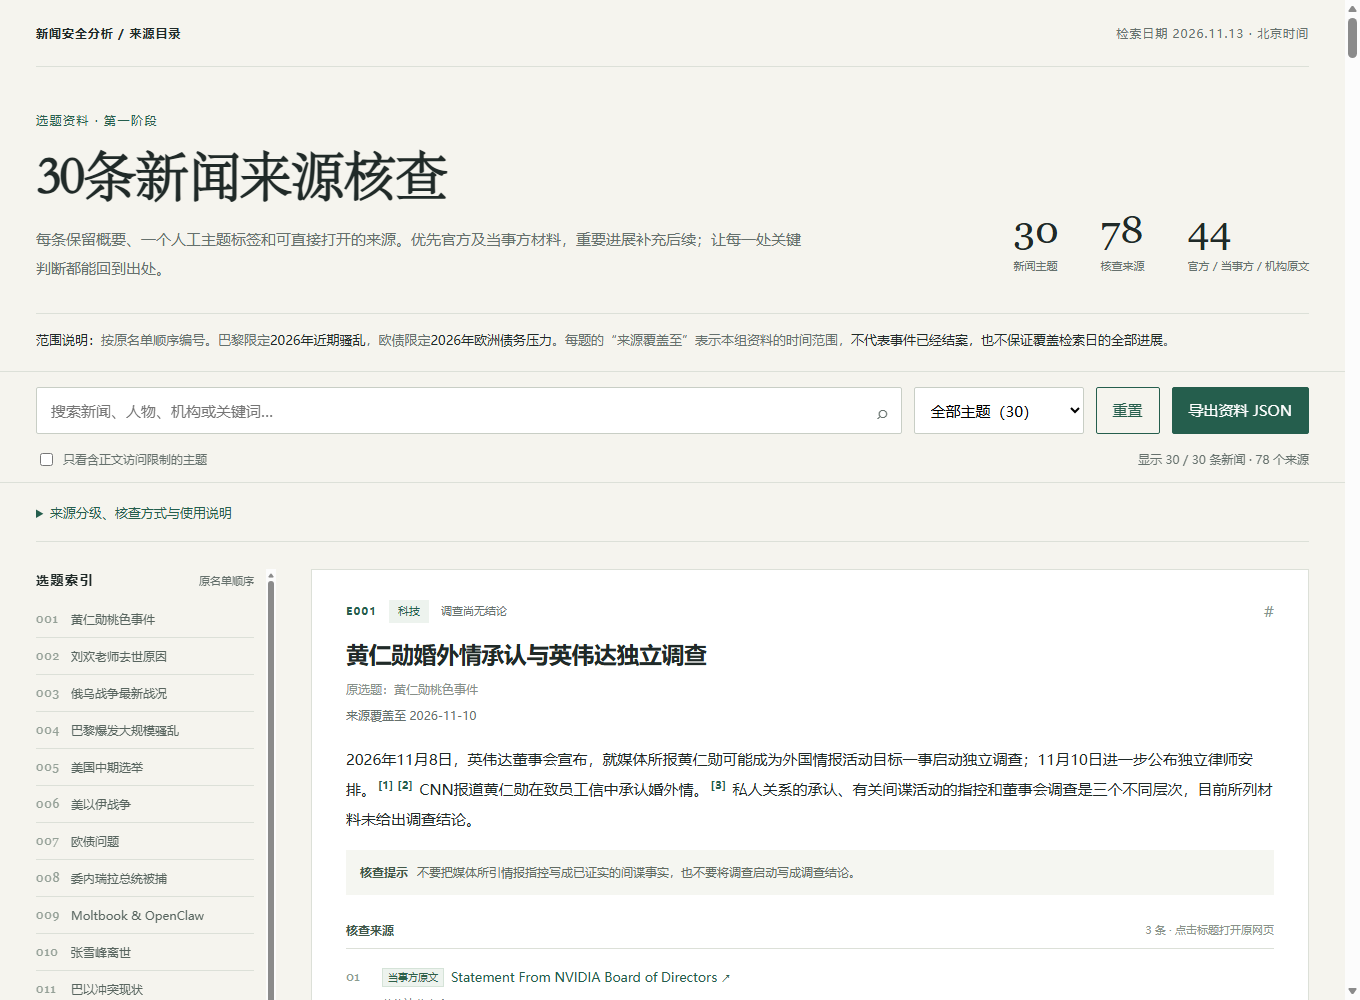 新闻安全分析 / 来源目录
检索日期 2026.11.13 · 北京时间
选题资料 · 第一阶段
30条新闻来源核查
每条保留概要、一个人工主题标签和可直接打开的来源。优先官方及当事方材料，重要进展补充后续；让每一处关键
判断都能回到出处。
30
新闻主题
78
核查来源
44
官方 / 当事方 / 机构原文
范围说明：按原名单顺序编号。巴黎限定2026年近期骚乱，欧债限定2026年欧洲债务压力。每题的“来源覆盖至”表示本组资料的时间范围，不代表事件已经结案，也不保证覆盖检索日的全部进展。
搜索新闻、人物、机构或关键词...
全部主题（30）
重置
导出资料 JSON
只看含正文访问限制的主题
显示 30 / 30 条新闻 · 78 个来源
▶ 来源分级、核查方式与使用说明
选题索引
原名单顺序
001 黄仁勋桃色事件
002 刘欢老师去世原因
003 俄乌战争最新战况
004 巴黎爆发大规模骚乱
005 美国中期选举
006 美以伊战争
007 欧债问题
008 委内瑞拉总统被捕
009 Moltbook & OpenClaw
010 张雪峰离世
011 巴以冲突现状
E001 科技 调查尚无结论 #
黄仁勋婚外情承认与英伟达独立调查
原选题：黄仁勋桃色事件
来源覆盖至 2026-11-10
2026年11月8日，英伟达董事会宣布，就媒体所报黄仁勋可能成为外国情报活动目标一事启动独立调查；11月10日进一步公布独立律师安
排。[1] [2] CNN报道黄仁勋在致员工信中承认婚外情。[3] 私人关系的承认、有关间谍活动的指控和董事会调查是三个不同层次，目前所列材
料未给出调查结论。
核查提示 不要把媒体所引情报指控写成已证实的间谍事实，也不要将调查启动写成调查结论。
核查来源
3 条 · 点击标题打开原网页
01 当事方原文 Statement From NVIDIA Board of Directors ↗